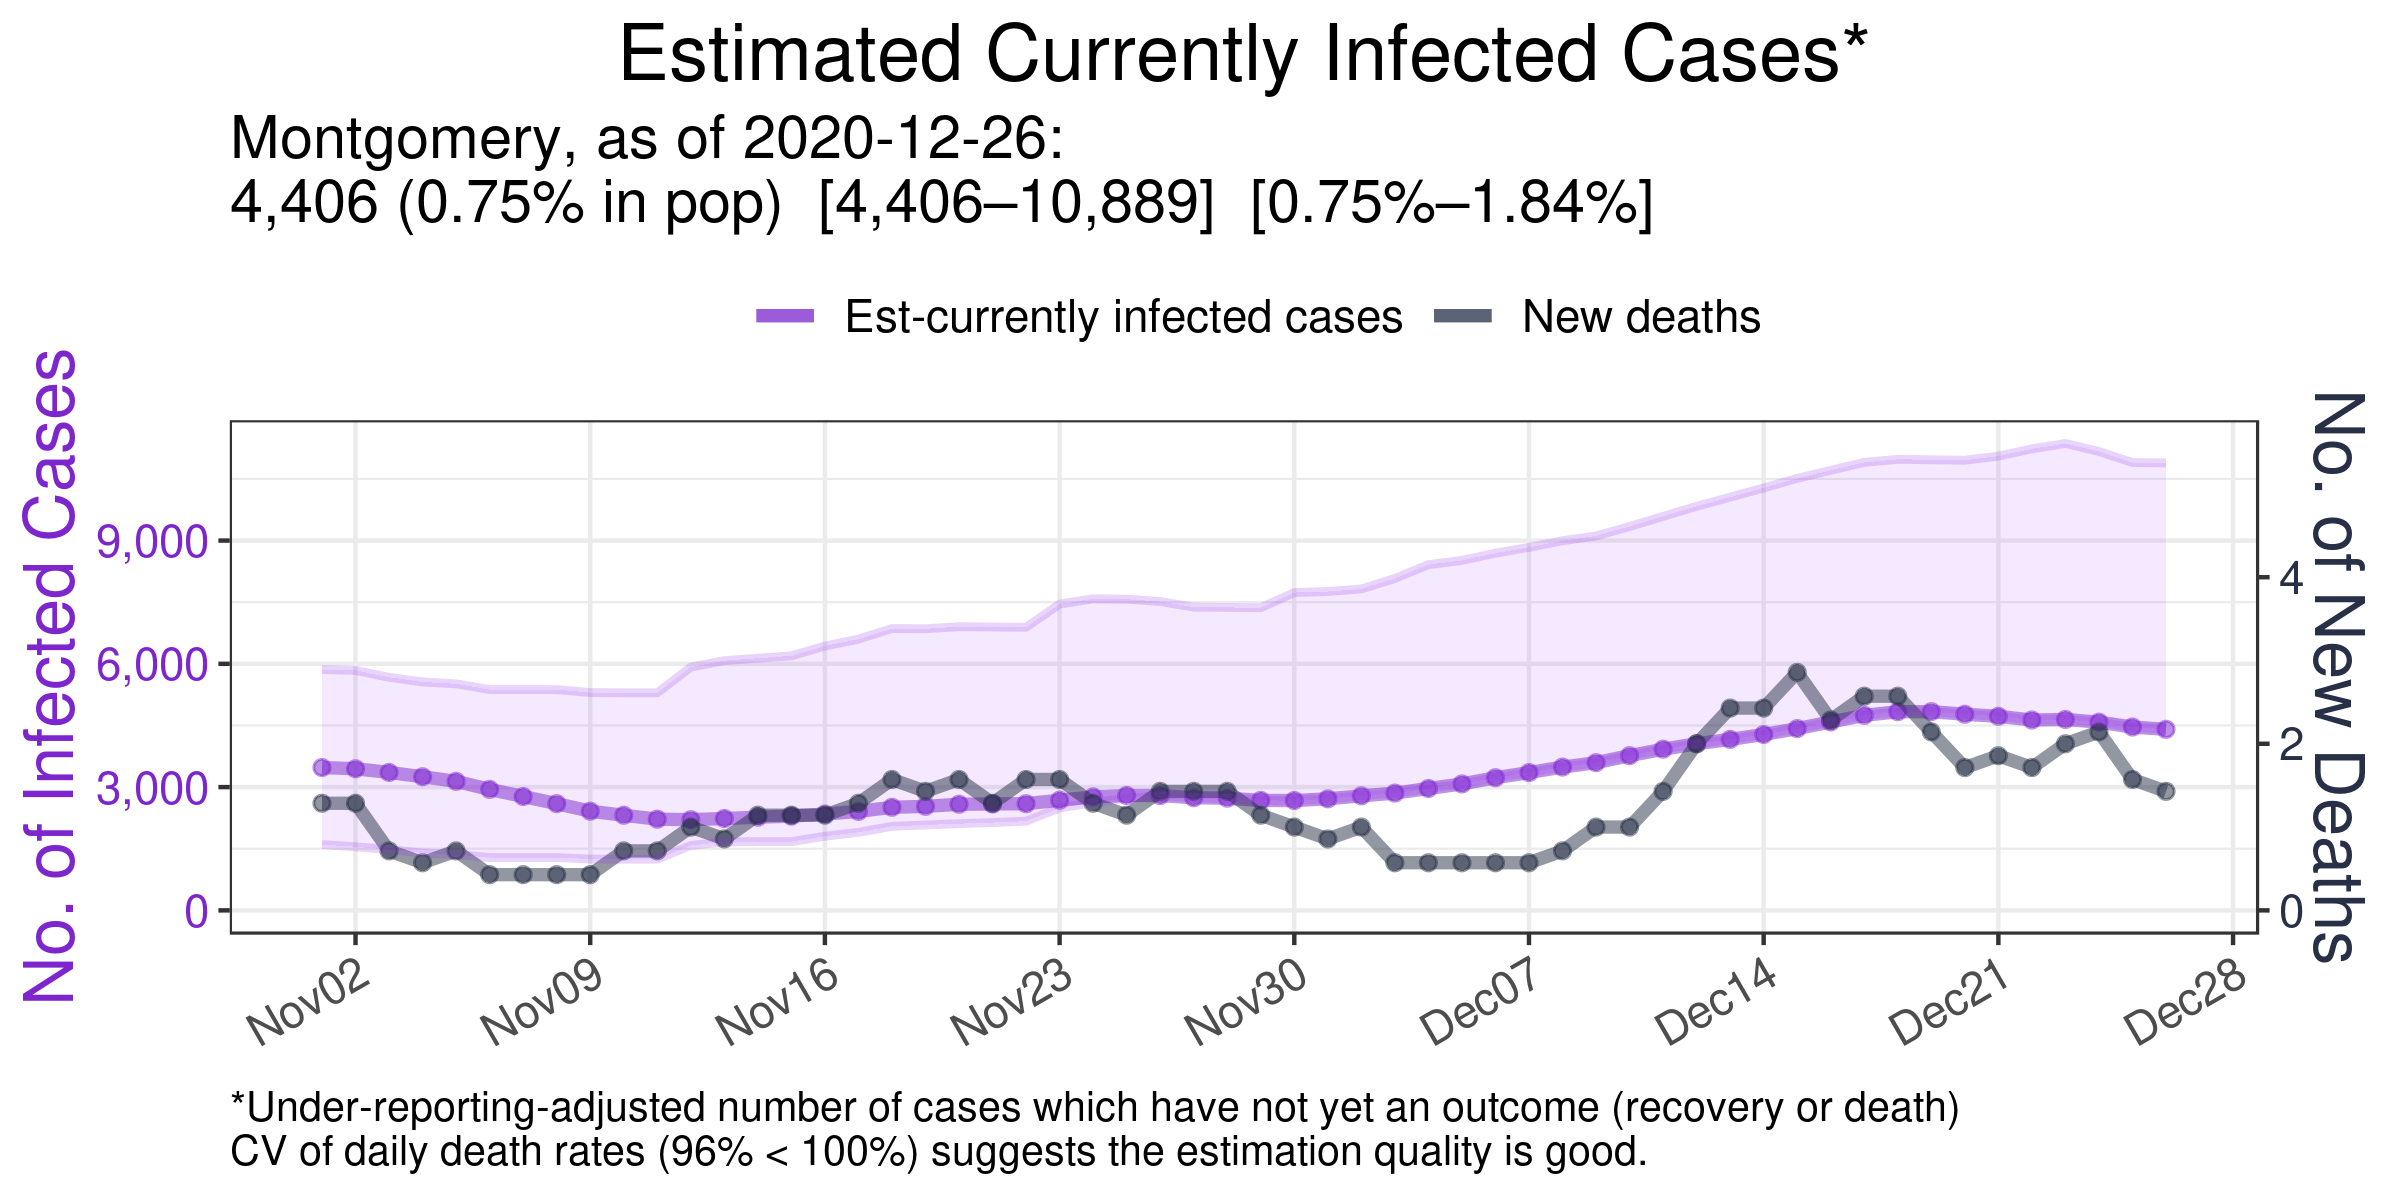 Estimated Currently Infected Cases*
Montgomery, as of 2020-12-26:
4,406 (0.75% in pop)  [4,406–10,889]  [0.75%–1.84%]
Est-currently infected cases
New deaths
No. of Infected Cases
9,000
6,000
3,000
0
4
2
0
No. of New Deaths
Nov02
Nov09
Nov16
Nov23
Nov30
Dec07
Dec14
Dec21
Dec28
*Under-reporting-adjusted number of cases which have not yet an outcome (recovery or death)
CV of daily death rates (96% < 100%) suggests the estimation quality is good.